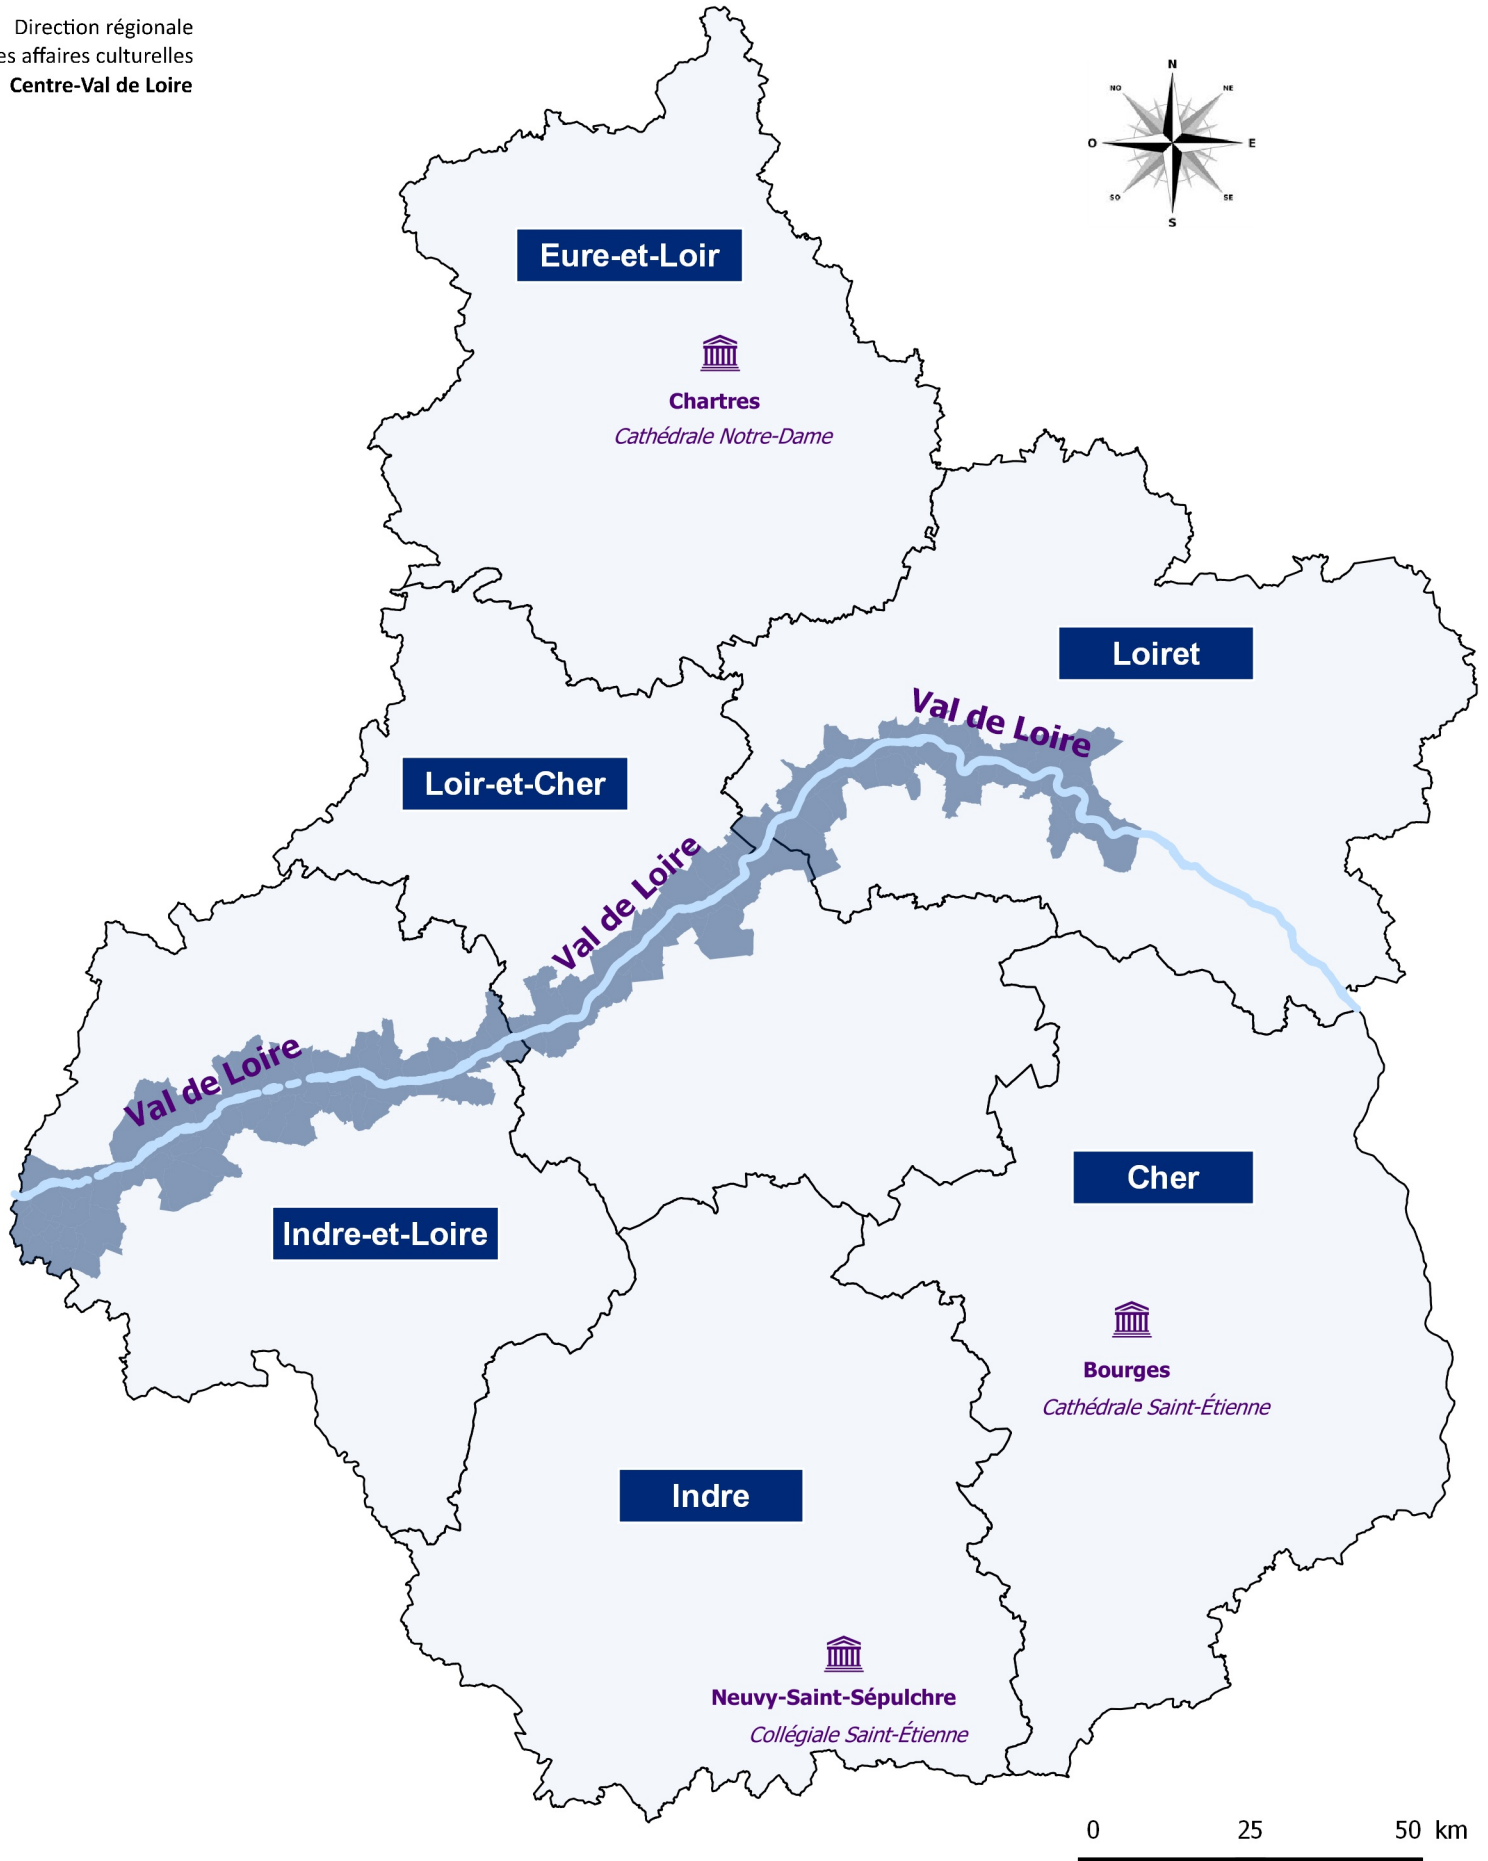 Direction régionale
es affaires culturelles
Centre-Val de Loire
N
NO
NE
O
E
SO
SE
S
Eure-et-Loir
Chartres
Cathédrale Notre-Dame
Loiret
Val de Loire
Loir-et-Cher
Val de Loire
Val de Loire
Cher
Indre-et-Loire
Bourges
Cathédrale Saint-Étienne
Indre
Neuvy-Saint-Sépulchre
Collégiale Saint-Étienne
0 25 50 km